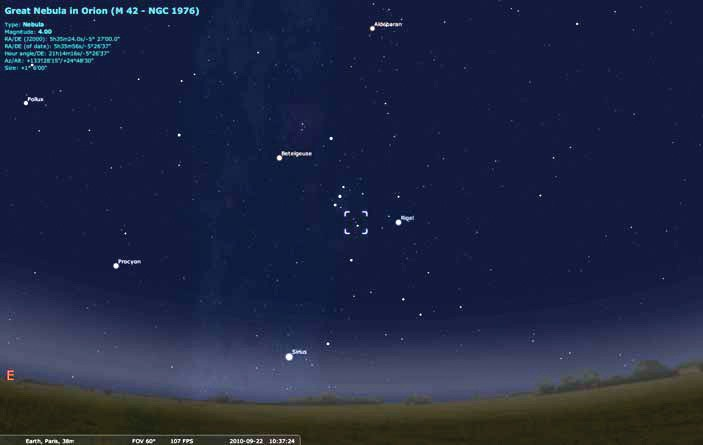 Great Nebula in Orion (M 42 - NGC 1976)
Type: Nebula
Magnitude: 4.00
RA/DE (J2000): 5h35m24.0s/-5° 27'00.0"
RA/DE (of date): 5h35m56s/-5°26'37"
Hour angle/DE: 21h14m16s/-5°26'37"
Az/Alt: +133°28'15"/+24°48'30"
Size: +1° 6'00"
Aldebaran
Pollux
Betelgeuse
Rigel
Procyon
Sirius
E
Earth, Paris, 38m FOV 60° 107 FPS 2010-09-22 10:37:24